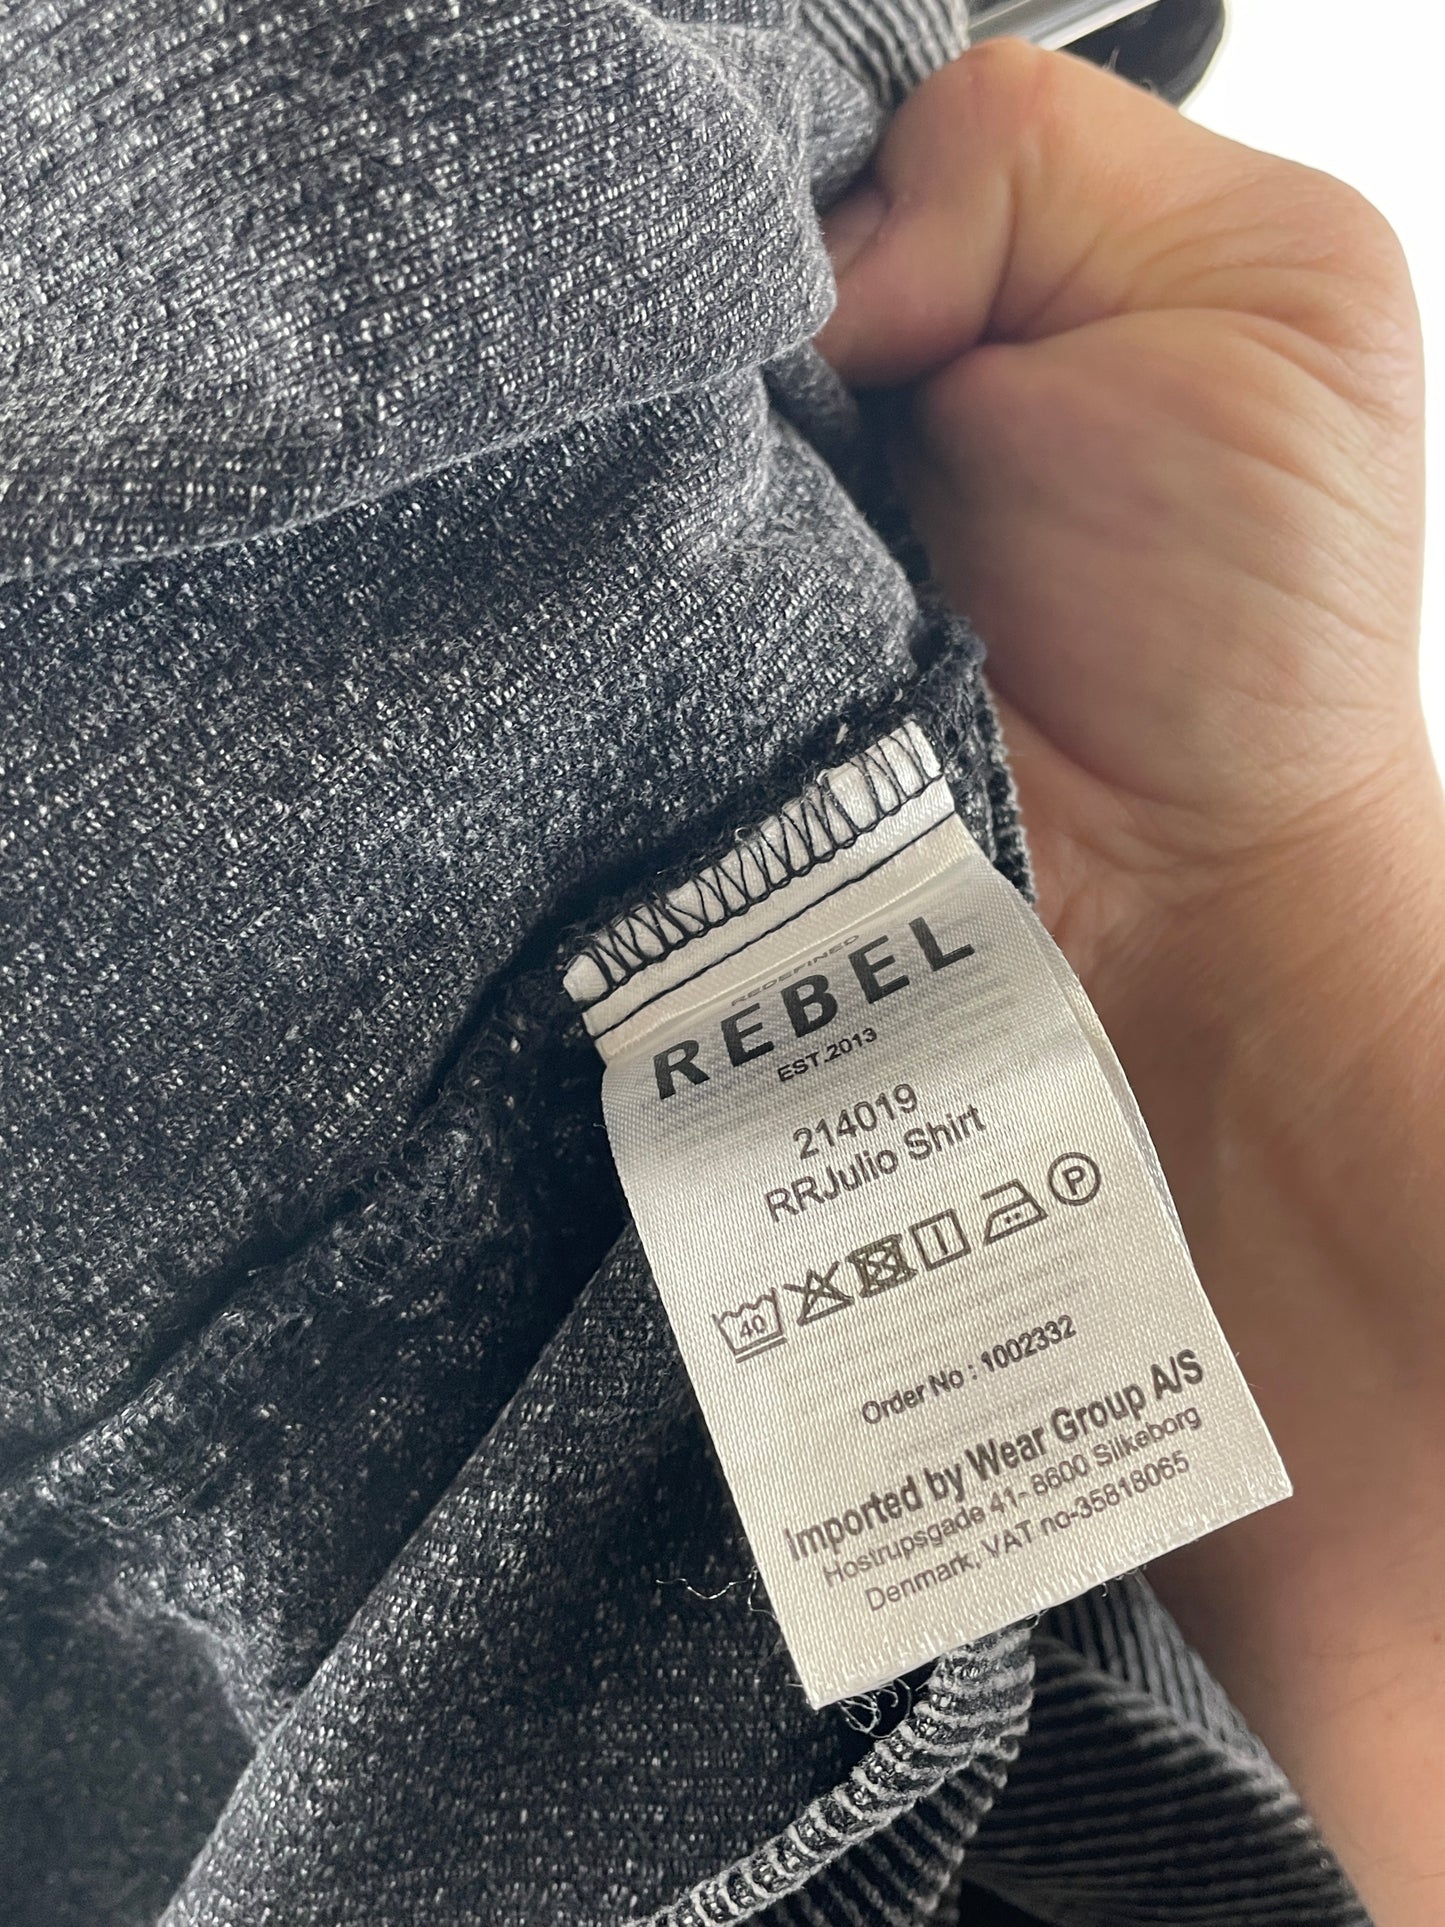 REDEFINED
REBEL
EST.2013
214019
RRJulio Shirt
40 P
Order No : 1002332
Imported by Wear Group A/S
Hostrupsgade 41- 8600 Silkeborg
Denmark, VAT no-35818065